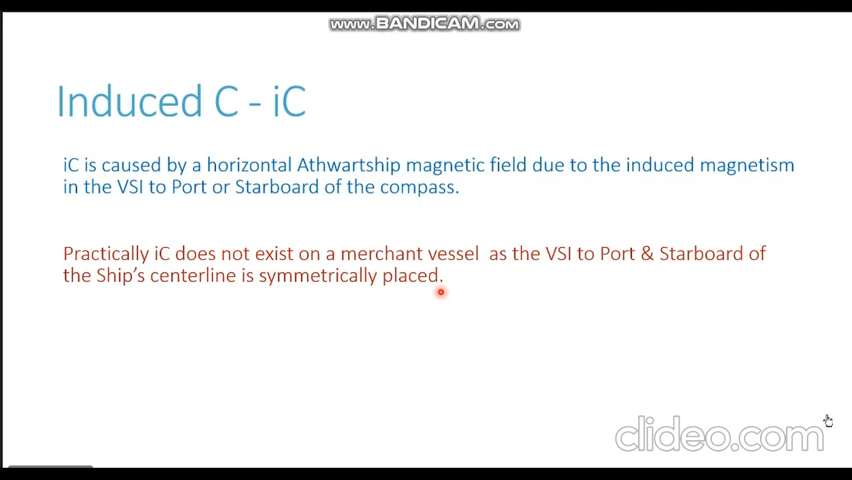 www.BANDICAM.com
Induced C - iC
iC is caused by a horizontal Athwartship magnetic field due to the induced magnetism
in the VSI to Port or Starboard of the compass.
Practically iC does not exist on a merchant vessel  as the VSI to Port & Starboard of
the Ship’s centerline is symmetrically placed.
clideo.com